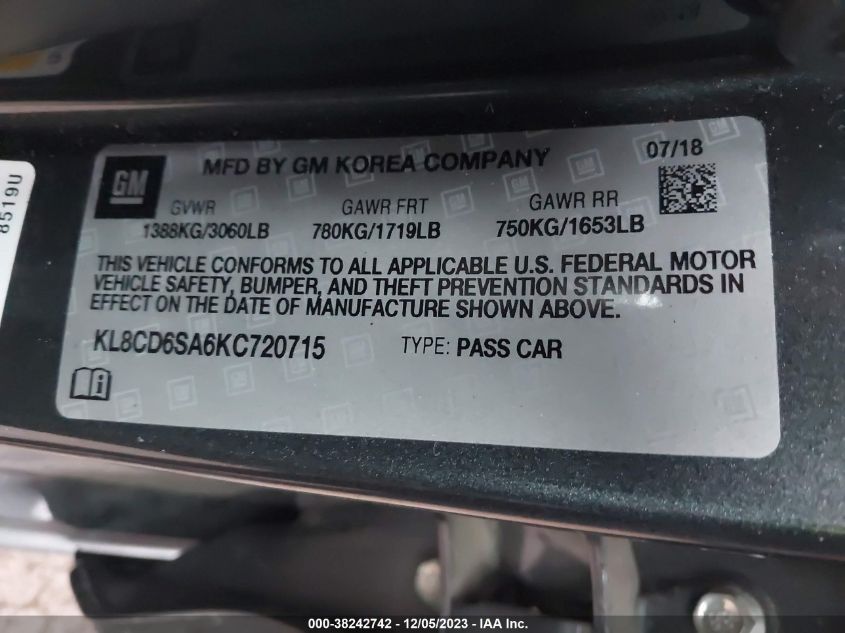 8519U
GM
MFD BY GM KOREA COMPANY
07/18
GVWR GAWR FRT GAWR RR
1388KG/3060LB 780KG/1719LB 750KG/1653LB
THIS VEHICLE CONFORMS TO ALL APPLICABLE U.S. FEDERAL MOTOR
VEHICLE SAFETY, BUMPER, AND THEFT PREVENTION STANDARDS IN
EFFECT ON THE DATE OF MANUFACTURE SHOWN ABOVE.
KL8CD6SA6KC720715 TYPE: PASS CAR
000-38242742 - 12/05/2023 - IAA Inc.